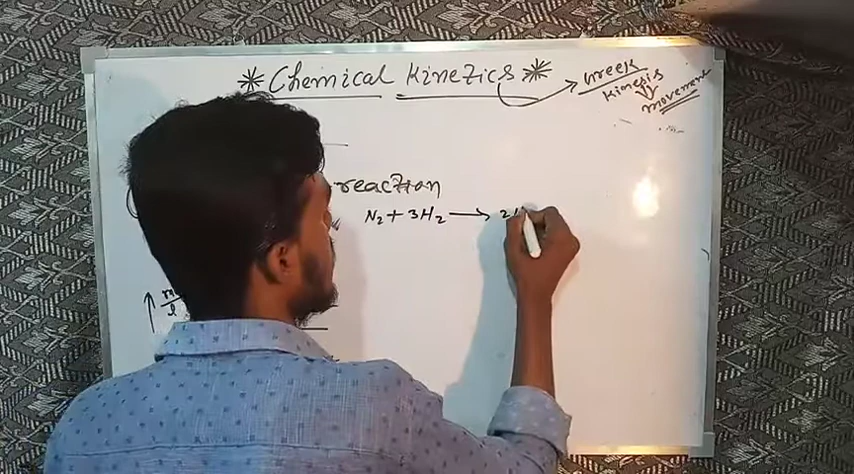 * Chemical Kinetics *
Greek
Kinesis
movement
reaction
N₂ + 3H₂ ⟶ 2